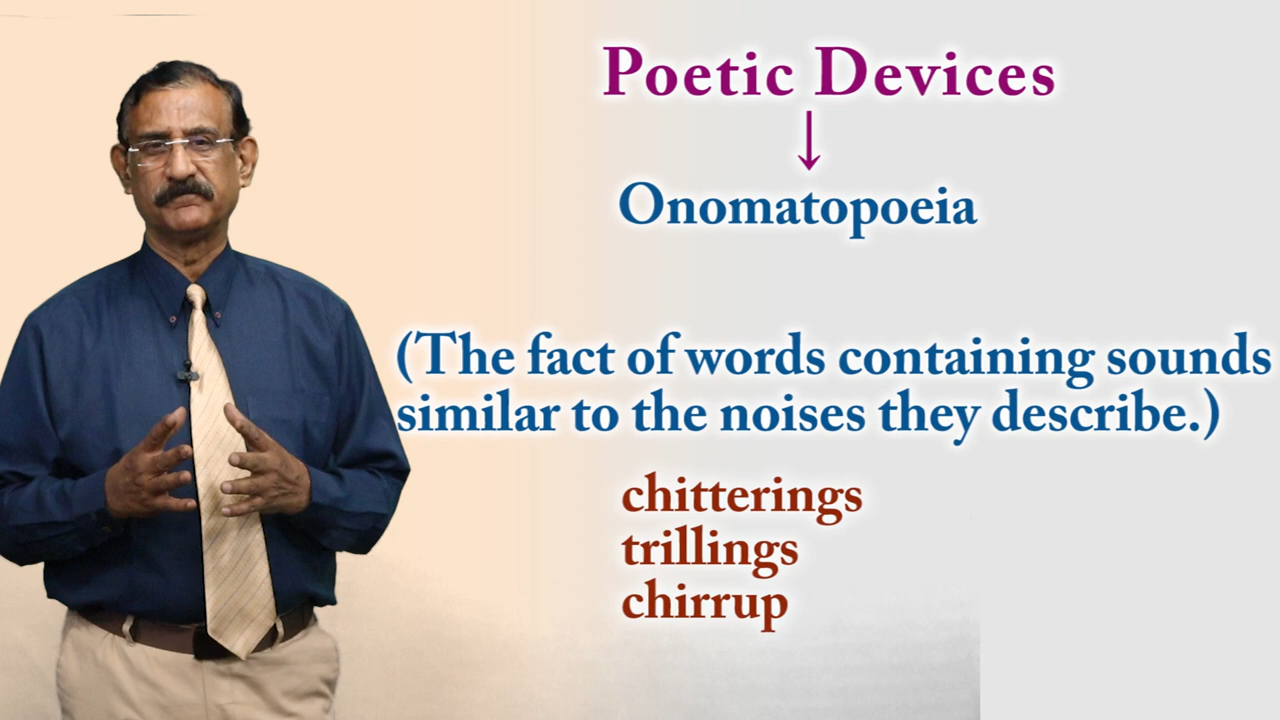 Poetic Devices
↓
Onomatopoeia
(The fact of words containing sounds
similar to the noises they describe.)
chitterings
trillings
chirrup